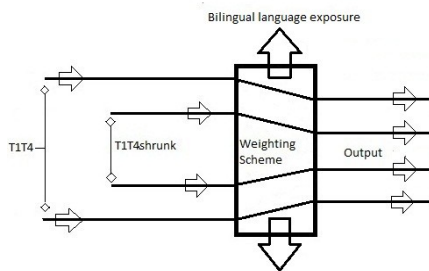 Bilingual language exposure
T1T4
T1T4shrunk
Weighting
Scheme
Output